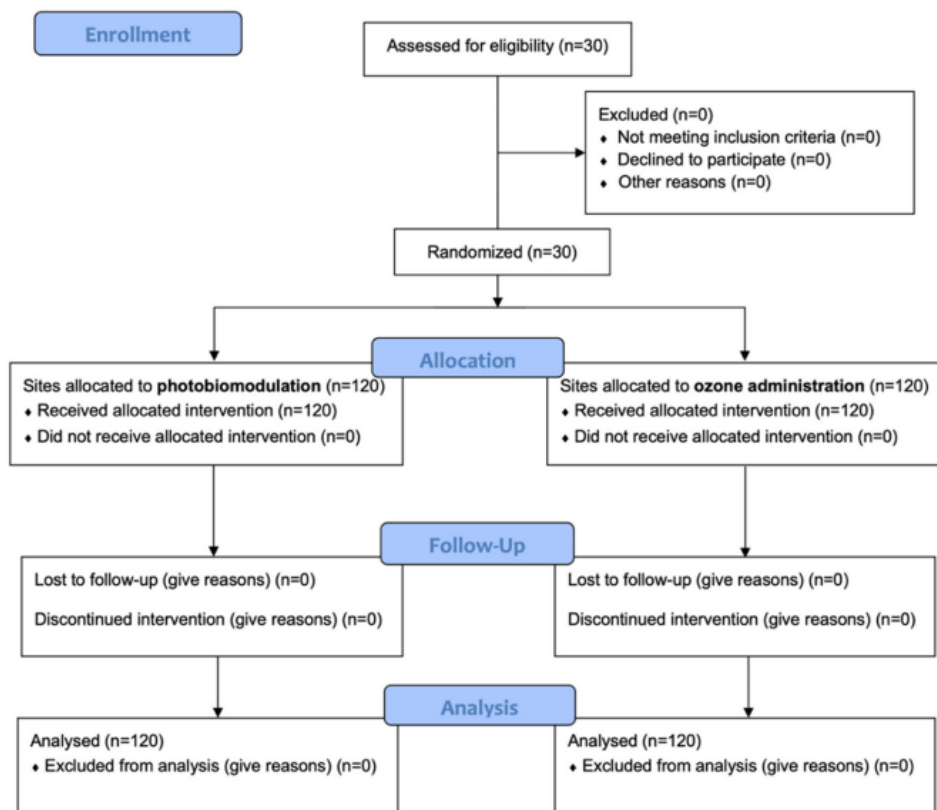 Enrollment
Assessed for eligibility (n=30)
Excluded (n=0)
♦ Not meeting inclusion criteria (n=0)
♦ Declined to participate (n=0)
♦ Other reasons (n=0)
Randomized (n=30)
Allocation
Sites allocated to photobiomodulation (n=120)
♦ Received allocated intervention (n=120)
♦ Did not receive allocated intervention (n=0)
Sites allocated to ozone administration (n=120)
♦ Received allocated intervention (n=120)
♦ Did not receive allocated intervention (n=0)
Follow-Up
Lost to follow-up (give reasons) (n=0)
Discontinued intervention (give reasons) (n=0)
Lost to follow-up (give reasons) (n=0)
Discontinued intervention (give reasons) (n=0)
Analysis
Analysed (n=120)
♦ Excluded from analysis (give reasons) (n=0)
Analysed (n=120)
♦ Excluded from analysis (give reasons) (n=0)